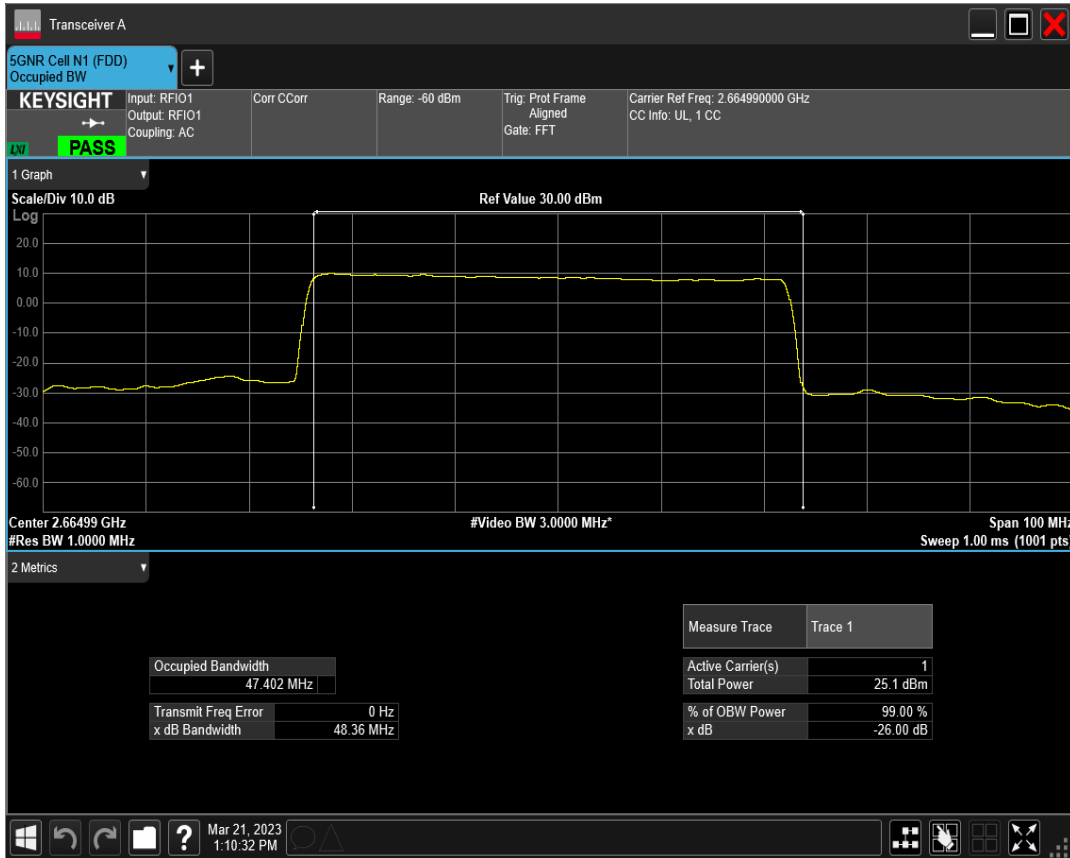 Transceiver A
5GNR Cell N1 (FDD)
Occupied BW
+
KEYSIGHT
LXI
PASS
Input: RFIO1
Output: RFIO1
Coupling: AC
Corr CCorr
Range: -60 dBm
Trig: Prot Frame
Aligned
Gate: FFT
Carrier Ref Freq: 2.664990000 GHz
CC Info: UL, 1 CC
1 Graph
Scale/Div 10.0 dB
Ref Value 30.00 dBm
Log
20.0
10.0
0.00
-10.0
-20.0
-30.0
-40.0
-50.0
-60.0
Center 2.66499 GHz
#Video BW 3.0000 MHz*
Span 100 MHz
#Res BW 1.0000 MHz
Sweep 1.00 ms (1001 pts)
2 Metrics
Measure Trace Trace 1
Occupied Bandwidth
47.402 MHz
Active Carrier(s) 1
Total Power 25.1 dBm
Transmit Freq Error 0 Hz
x dB Bandwidth 48.36 MHz
% of OBW Power 99.00 %
x dB -26.00 dB
?
Mar 21, 2023
1:10:32 PM